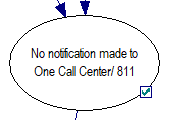 No notification made to
One Call Center/ 811